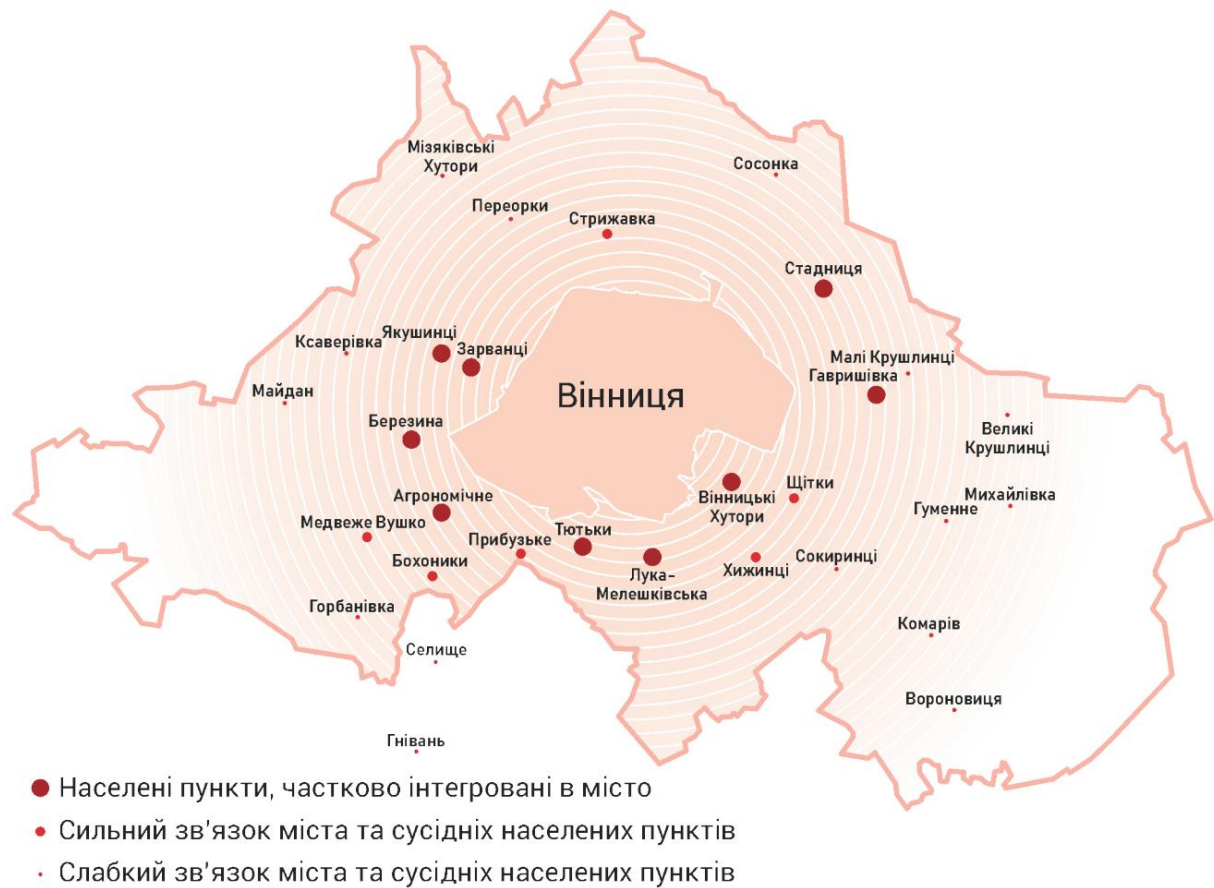 Мізяківські
Хутори
Сосонка
Переорки
Стрижавка
Стадниця
Якушинці
Ксаверівка
Зарванці
Малі Крушлинці
Гавришівка
Майдан
Вінниця
Березина
Великі
Крушлинці
Щітки
Агрономічне
Вінницькі
Хутори
Михайлівка
Гуменне
Медвеже Вушко
Прибузьке
Тютьки
Бохоники
Лука-
Мелешківська
Хижинці
Сокиринці
Горбанівка
Комарів
Селище
Вороновиця
Гнівань
Населені пункти, частково інтегровані в місто
Сильний зв'язок міста та сусідніх населених пунктів
Слабкий зв'язок міста та сусідніх населених пунктів